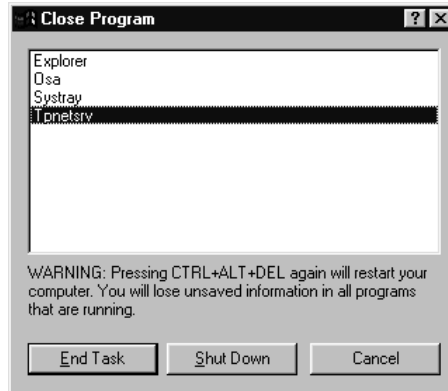 Close Program
Explorer
Osa
Systray
Tpnetsrv
WARNING: Pressing CTRL+ALT+DEL again will restart your
computer. You will lose unsaved information in all programs
that are running.
End Task Shut Down Cancel